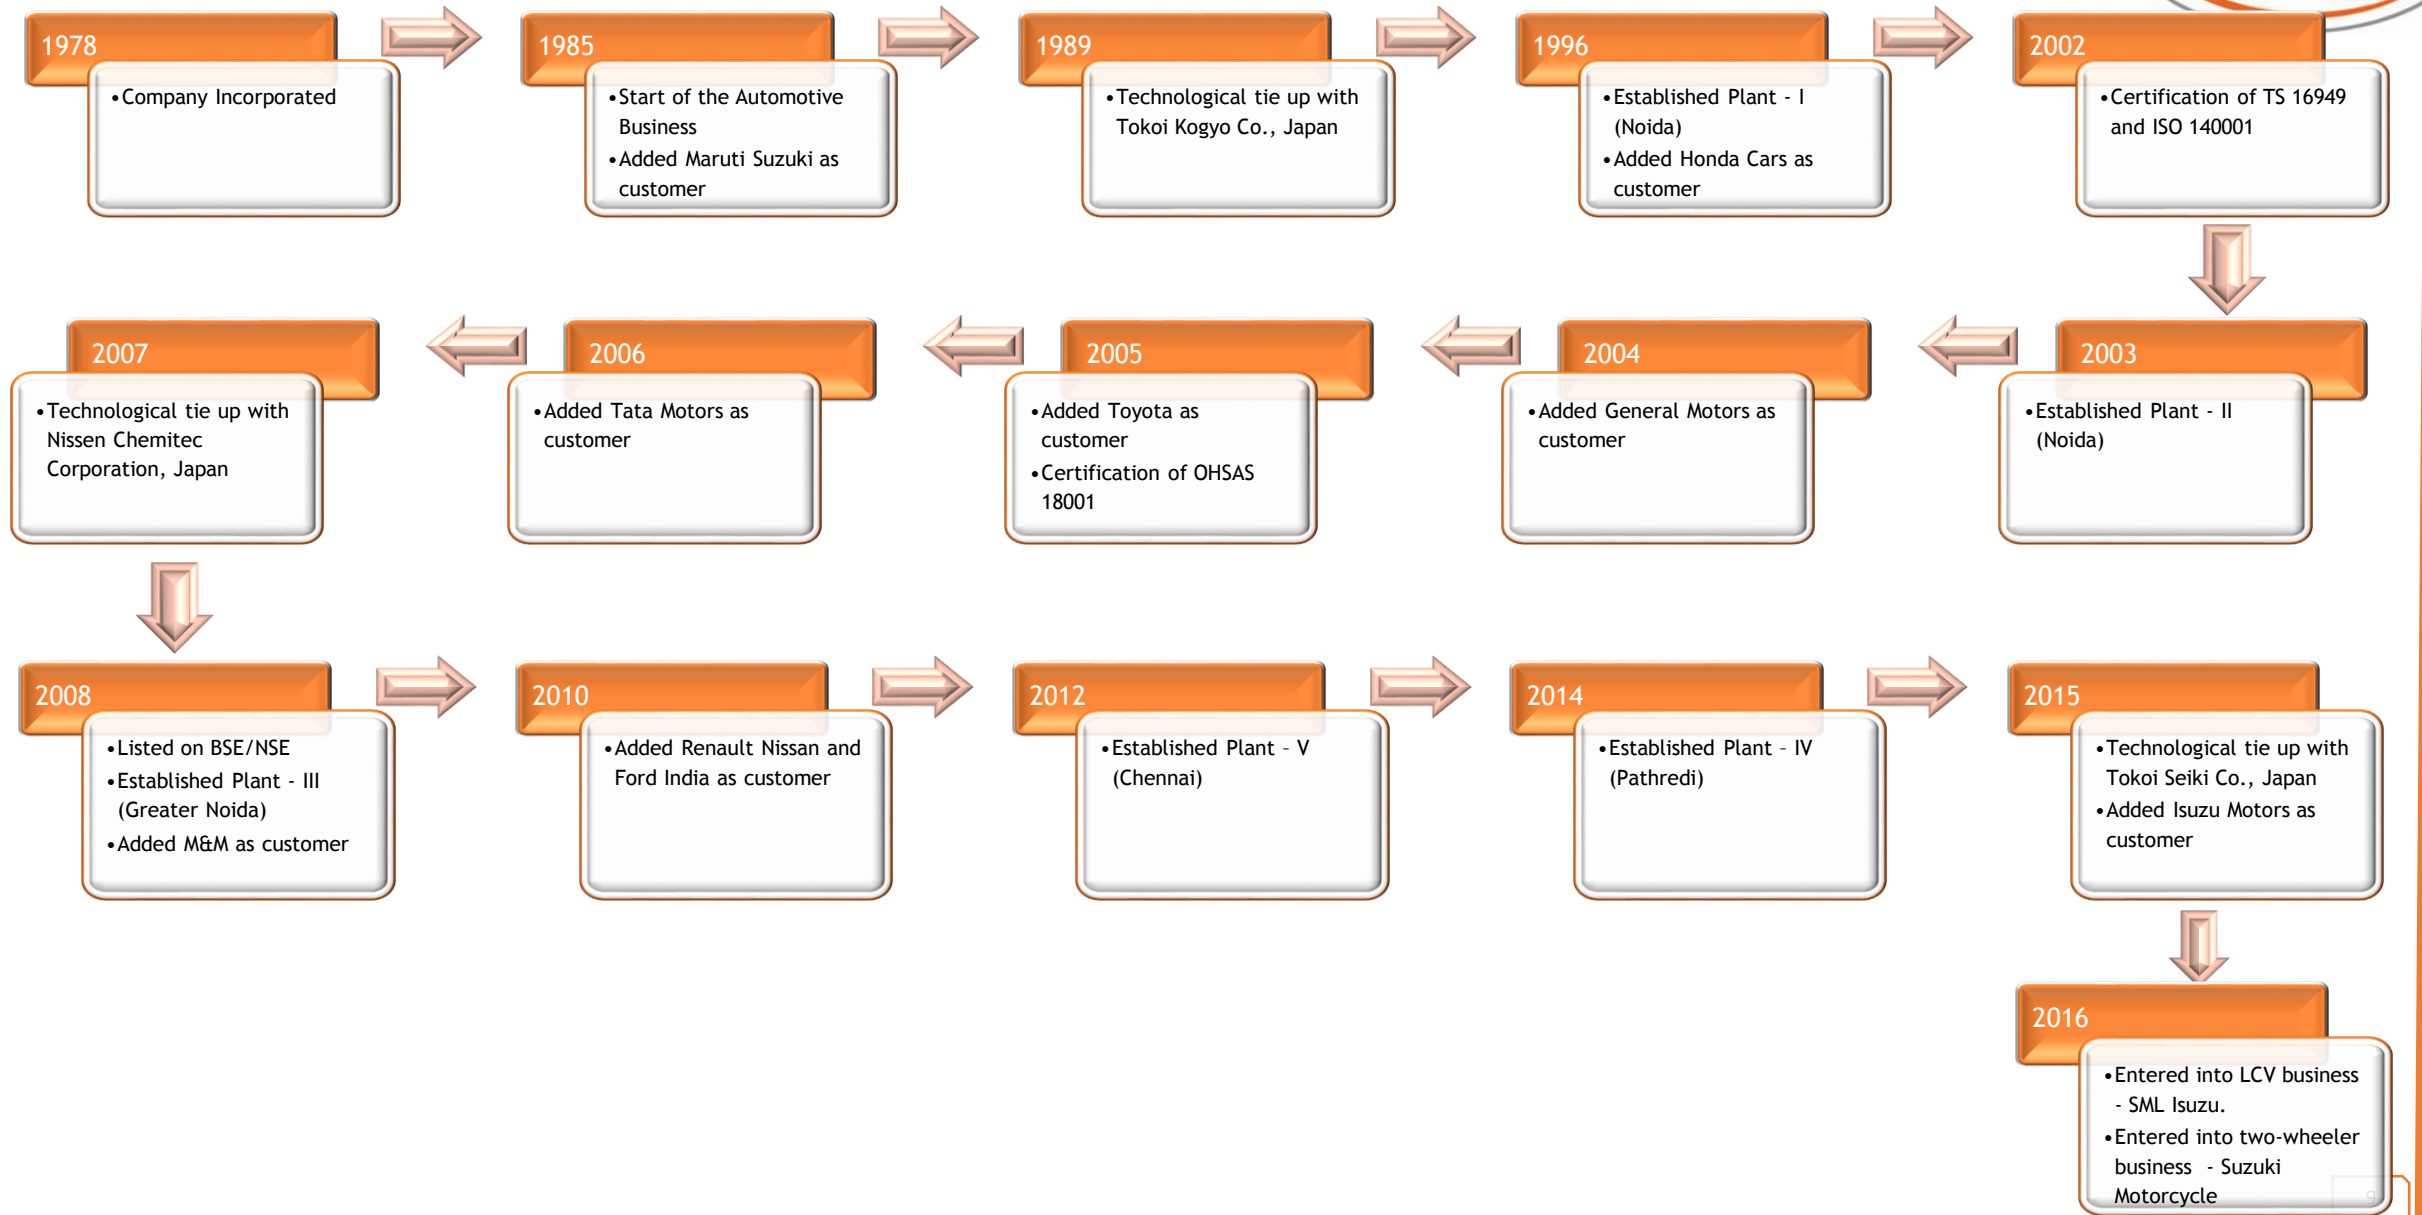 1978
•Company Incorporated
1985
•Start of the Automotive
Business
•Added Maruti Suzuki as
customer
1989
•Technological tie up with
Tokoi Kogyo Co., Japan
1996
•Established Plant - I
(Noida)
•Added Honda Cars as
customer
2002
•Certification of TS 16949
and ISO 140001
2003
•Established Plant - II
(Noida)
2004
•Added General Motors as
customer
2005
•Added Toyota as
customer
•Certification of OHSAS
18001
2006
•Added Tata Motors as
customer
2007
•Technological tie up with
Nissen Chemitec
Corporation, Japan
2008
•Listed on BSE/NSE
•Established Plant - III
(Greater Noida)
•Added M&M as customer
2010
•Added Renault Nissan and
Ford India as customer
2012
•Established Plant – V
(Chennai)
2014
•Established Plant – IV
(Pathredi)
2015
•Technological tie up with
Tokoi Seiki Co., Japan
•Added Isuzu Motors as
customer
2016
•Entered into LCV business
- SML Isuzu.
•Entered into two-wheeler
business - Suzuki
Motorcycle
9